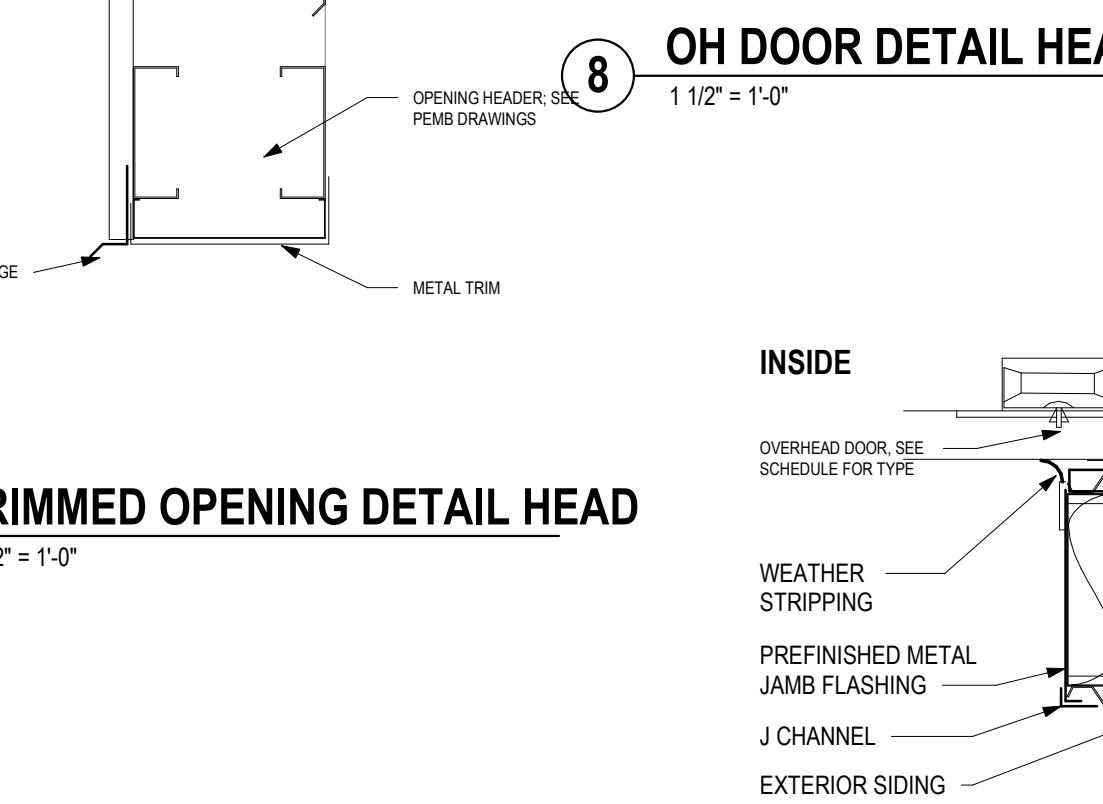 8
OH DOOR DETAIL
1 1/2" = 1'-0"
OPENING HEADER; SEE
PEMB DRAWINGS
METAL TRIM
INSIDE
OVERHEAD DOOR, SEE
SCHEDULE FOR TYPE
RIMMED OPENING DETAIL HEAD
2" = 1'-0"
WEATHER
STRIPPING
PREFINISHED METAL
JAMB FLASHING
J CHANNEL
EXTERIOR SIDING